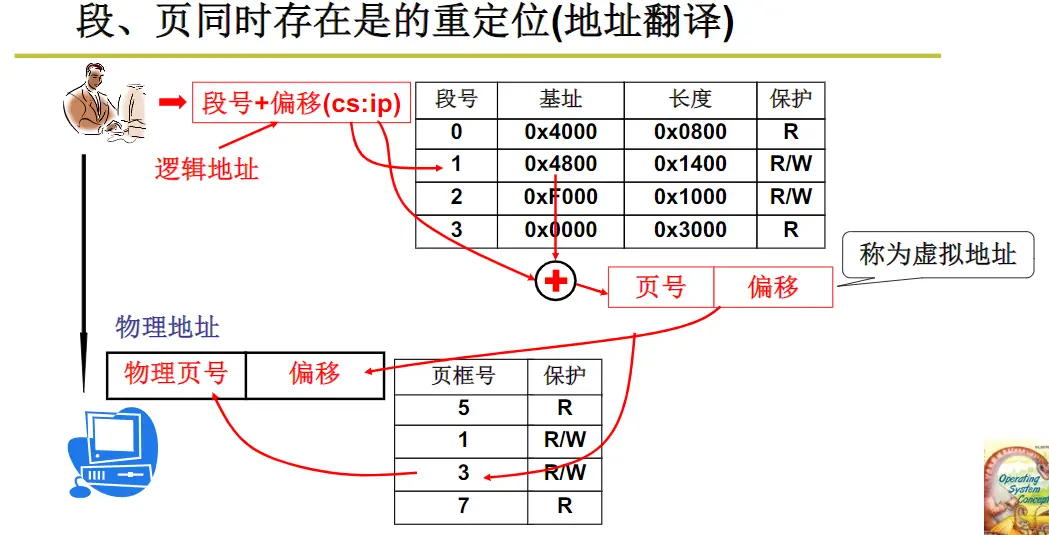 段、页同时存在是的重定位(地址翻译)
段号+偏移(cs:ip)
逻辑地址
段号 基址 长度 保护
0 0x4000 0x0800 R
1 0x4800 0x1400 R/W
2 0xF000 0x1000 R/W
3 0x0000 0x3000 R
称为虚拟地址
页号 偏移
物理地址
物理页号 偏移
页框号 保护
5 R
1 R/W
3 R/W
7 R
Operating
System
Concepts